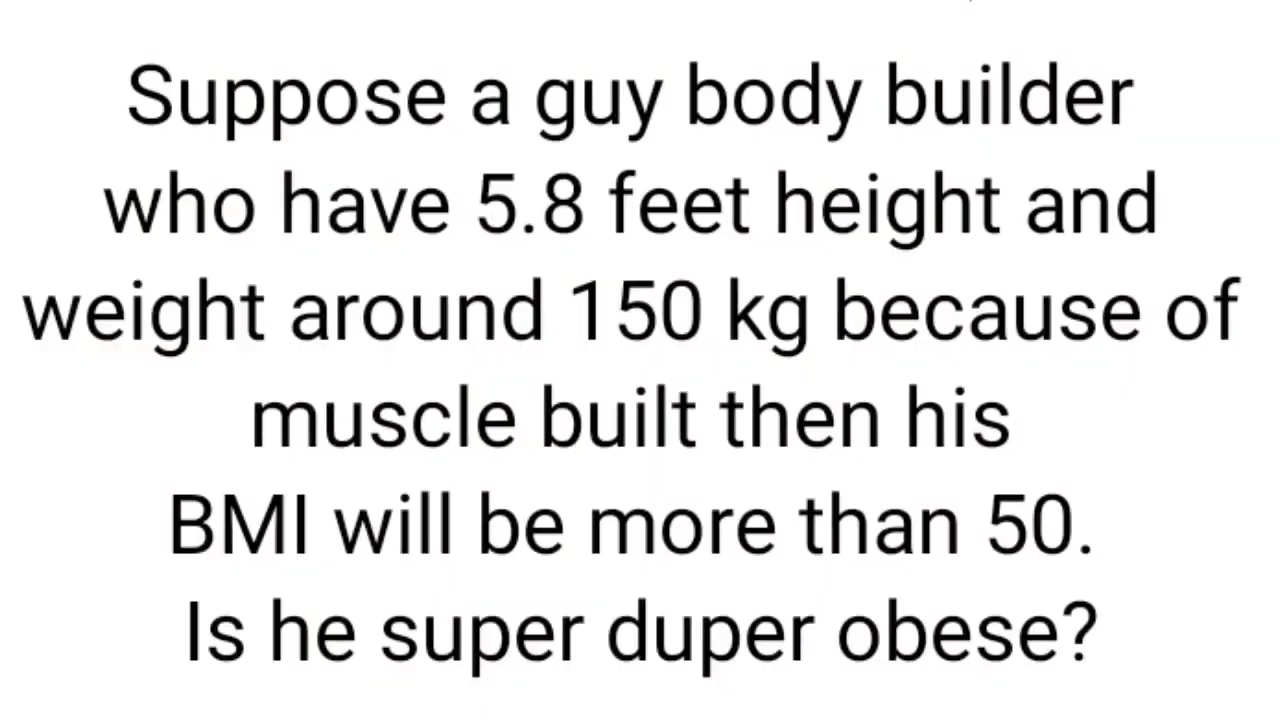 Suppose a guy body builder
who have 5.8 feet height and
weight around 150 kg because of
muscle built then his
BMI will be more than 50.
Is he super duper obese?